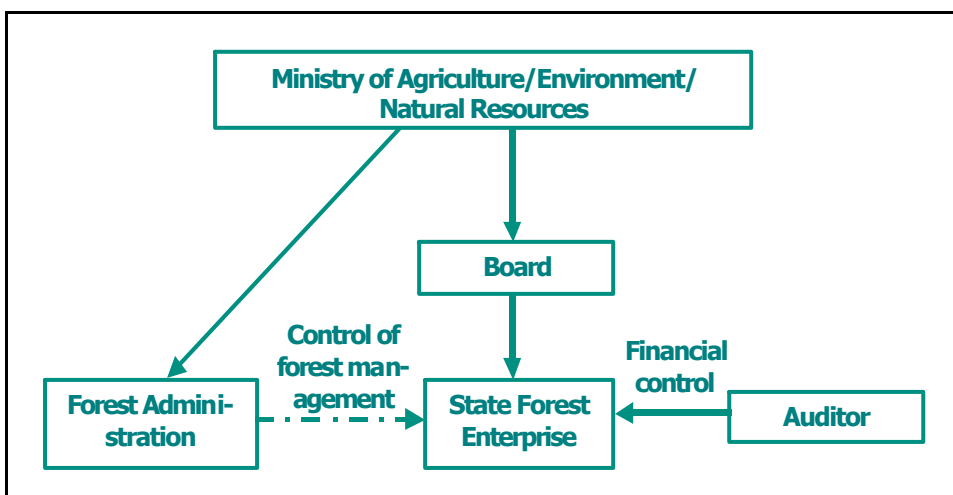 Ministry of Agriculture/Environment/
Natural Resources
Board
Control of
forest man-
agement
Financial
control
Forest Admini-
stration
State Forest
Enterprise
Auditor